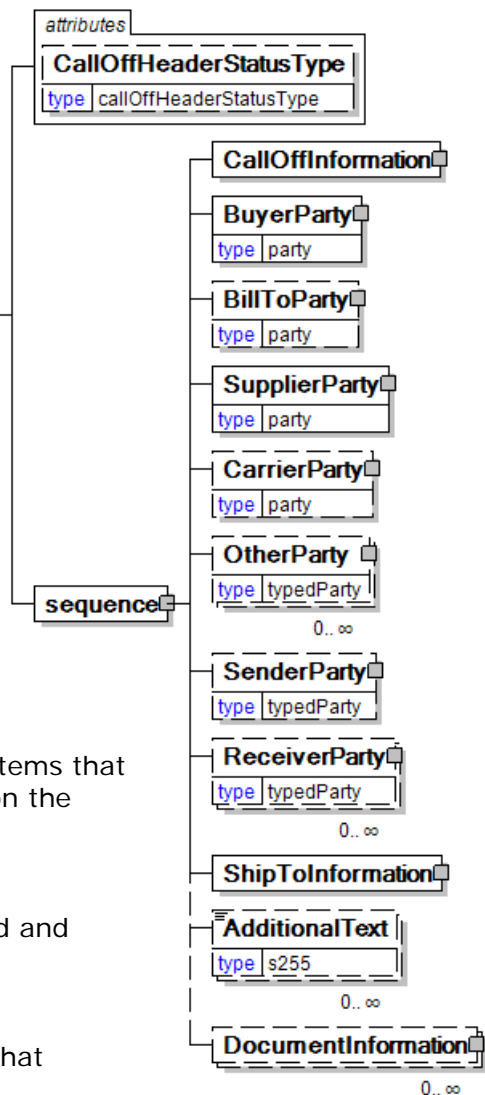 attributes
CallOffHeaderStatusType
type callOffHeaderStatusType
CallOffInformation
BuyerParty
type party
BillToParty
type party
SupplierParty
type party
CarrierParty
type party
OtherParty
type typedParty
0.. ∞
sequence
SenderParty
type typedParty
ReceiverParty
type typedParty
0.. ∞
ShipToInformation
AdditionalText
type s255
0.. ∞
DocumentInformation
0.. ∞
tems that
on the
d and
hat